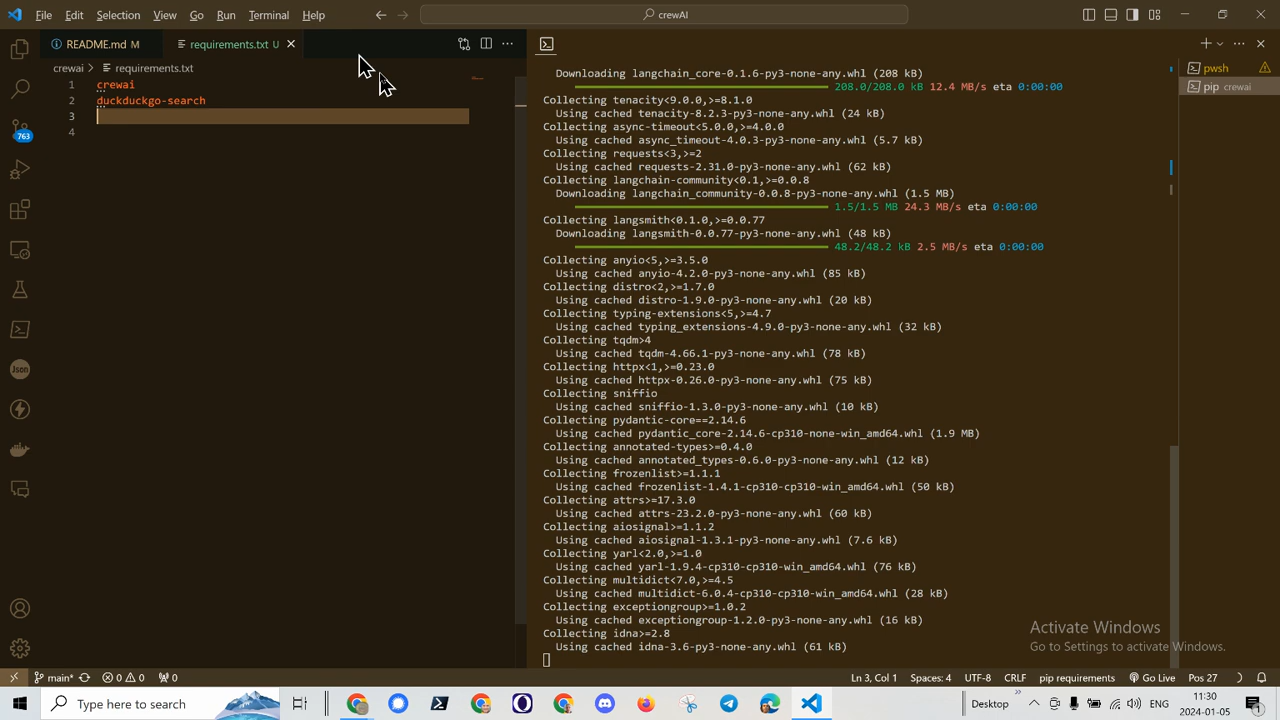 File Edit Selection View Go Run Terminal Help
crewAI
README.md M
requirements.txt U
crewai > requirements.txt
1 crewai
2 duckduckgo-search
3
4
Downloading langchain_core-0.1.6-py3-none-any.whl (208 kB)
208.0/208.0 kB 12.4 MB/s eta 0:00:00
Collecting tenacity<9.0.0,>=8.1.0
Using cached tenacity-8.2.3-py3-none-any.whl (24 kB)
Collecting async-timeout<5.0.0,>=4.0.0
Using cached async_timeout-4.0.3-py3-none-any.whl (5.7 kB)
Collecting requests<3,>=2
Using cached requests-2.31.0-py3-none-any.whl (62 kB)
Collecting langchain-community<0.1,>=0.0.8
Downloading langchain_community-0.0.8-py3-none-any.whl (1.5 MB)
1.5/1.5 MB 24.3 MB/s eta 0:00:00
Collecting langsmith<0.1.0,>=0.0.77
Downloading langsmith-0.0.77-py3-none-any.whl (48 kB)
48.2/48.2 kB 2.5 MB/s eta 0:00:00
Collecting anyio<5,>=3.5.0
Using cached anyio-4.2.0-py3-none-any.whl (85 kB)
Collecting distro<2,>=1.7.0
Using cached distro-1.9.0-py3-none-any.whl (20 kB)
Collecting typing-extensions<5,>=4.7
Using cached typing_extensions-4.9.0-py3-none-any.whl (32 kB)
Collecting tqdm>4
Using cached tqdm-4.66.1-py3-none-any.whl (78 kB)
Collecting httpx<1,>=0.23.0
Using cached httpx-0.26.0-py3-none-any.whl (75 kB)
Collecting sniffio
Using cached sniffio-1.3.0-py3-none-any.whl (10 kB)
Collecting pydantic-core==2.14.6
Using cached pydantic_core-2.14.6-cp310-none-win_amd64.whl (1.9 MB)
Collecting annotated-types>=0.4.0
Using cached annotated_types-0.6.0-py3-none-any.whl (12 kB)
Collecting frozenlist>=1.1.1
Using cached frozenlist-1.4.1-cp310-cp310-win_amd64.whl (50 kB)
Collecting attrs>=17.3.0
Using cached attrs-23.2.0-py3-none-any.whl (60 kB)
Collecting aiosignal>=1.1.2
Using cached aiosignal-1.3.1-py3-none-any.whl (7.6 kB)
Collecting yarl<2.0,>=1.0
Using cached yarl-1.9.4-cp310-cp310-win_amd64.whl (76 kB)
Collecting multidict<7.0,>=4.5
Using cached multidict-6.0.4-cp310-cp310-win_amd64.whl (28 kB)
Collecting exceptiongroup>=1.0.2
Using cached exceptiongroup-1.2.0-py3-none-any.whl (16 kB)
Collecting idna>=2.8
Using cached idna-3.6-py3-none-any.whl (61 kB)
pwsh
pip crewai
763
Json
Activate Windows
Go to Settings to activate Windows.
main* 0 0 0 Ln 3, Col 1 Spaces: 4 UTF-8 CRLF pip requirements Go Live Pos 27
Type here to search
Desktop ENG 11:30
2024-01-05
1